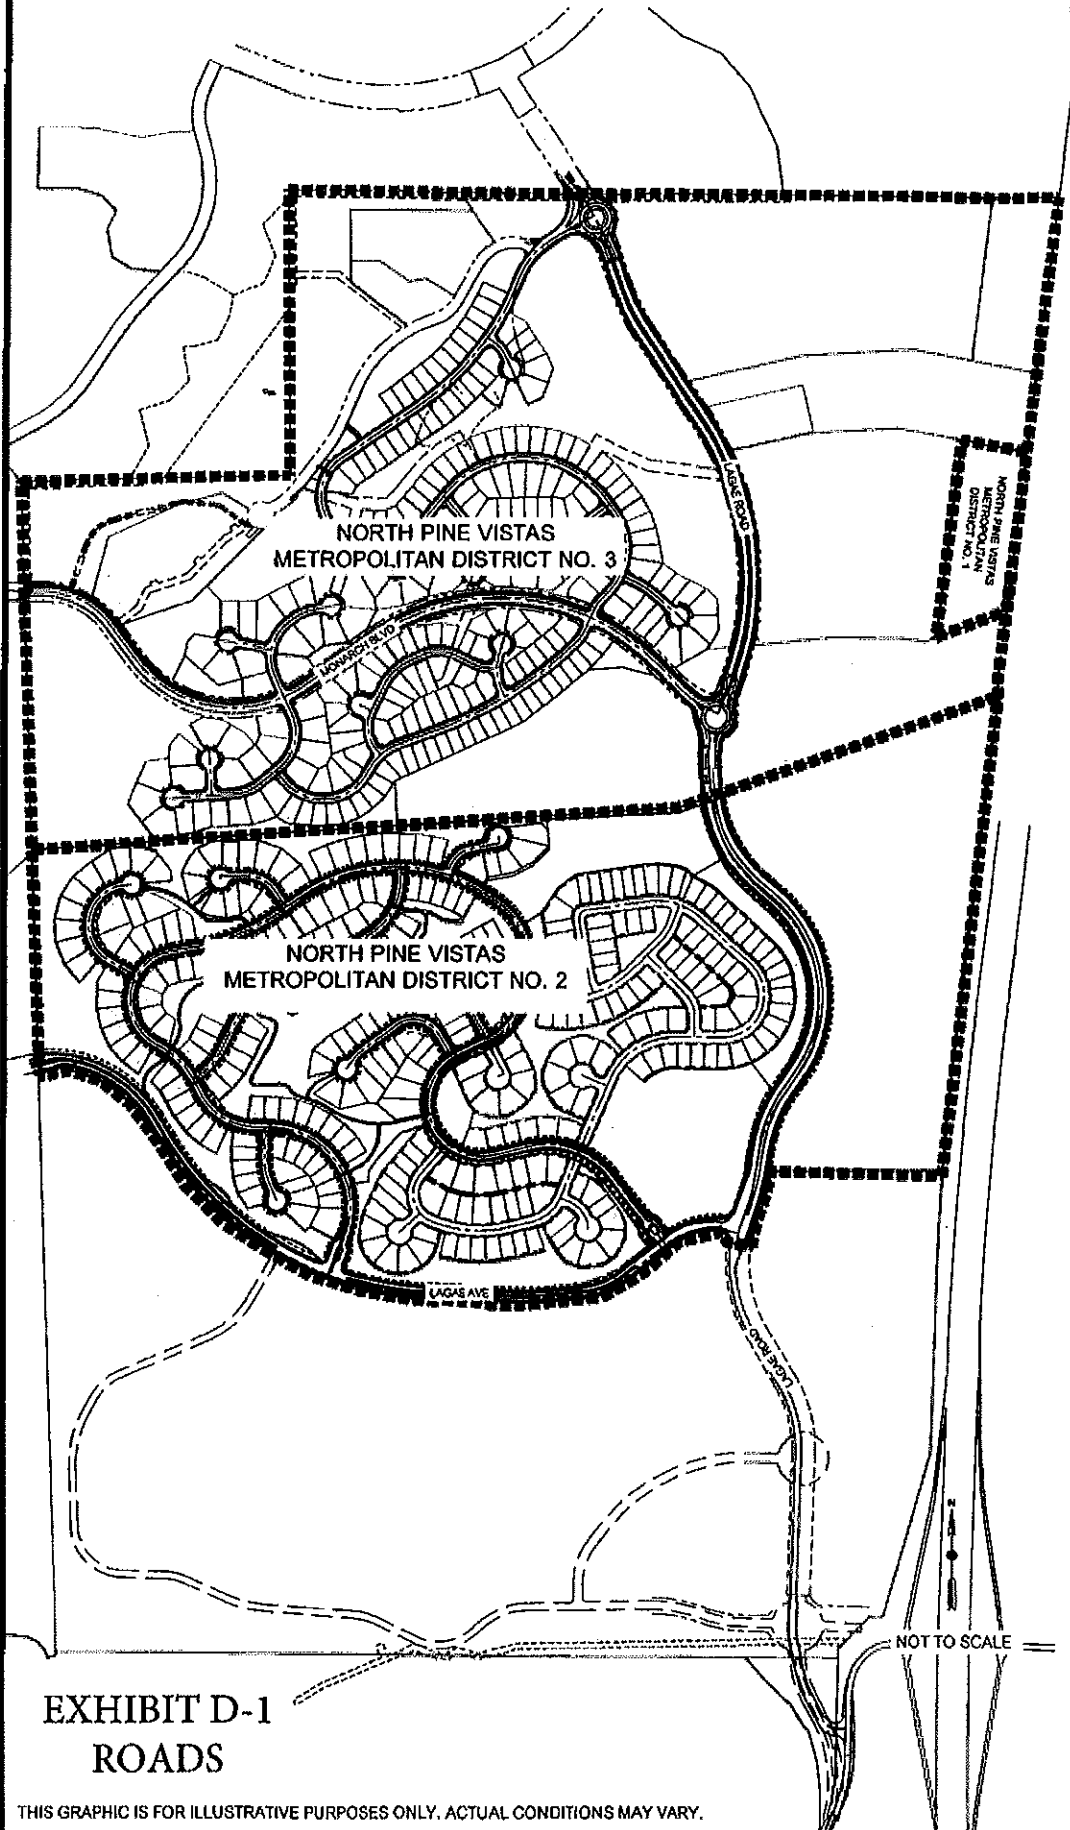 LAGAE ROAD
NORTH PINE VISTAS
METROPOLITAN
DISTRICT NO. 1
NORTH PINE VISTAS
METROPOLITAN DISTRICT NO. 3
MONARCH BLVD
NORTH PINE VISTAS
METROPOLITAN DISTRICT NO. 2
LAGAE AVE
LAGAE ROAD
N
NOT TO SCALE
EXHIBIT D-1
ROADS
THIS GRAPHIC IS FOR ILLUSTRATIVE PURPOSES ONLY. ACTUAL CONDITIONS MAY VARY.